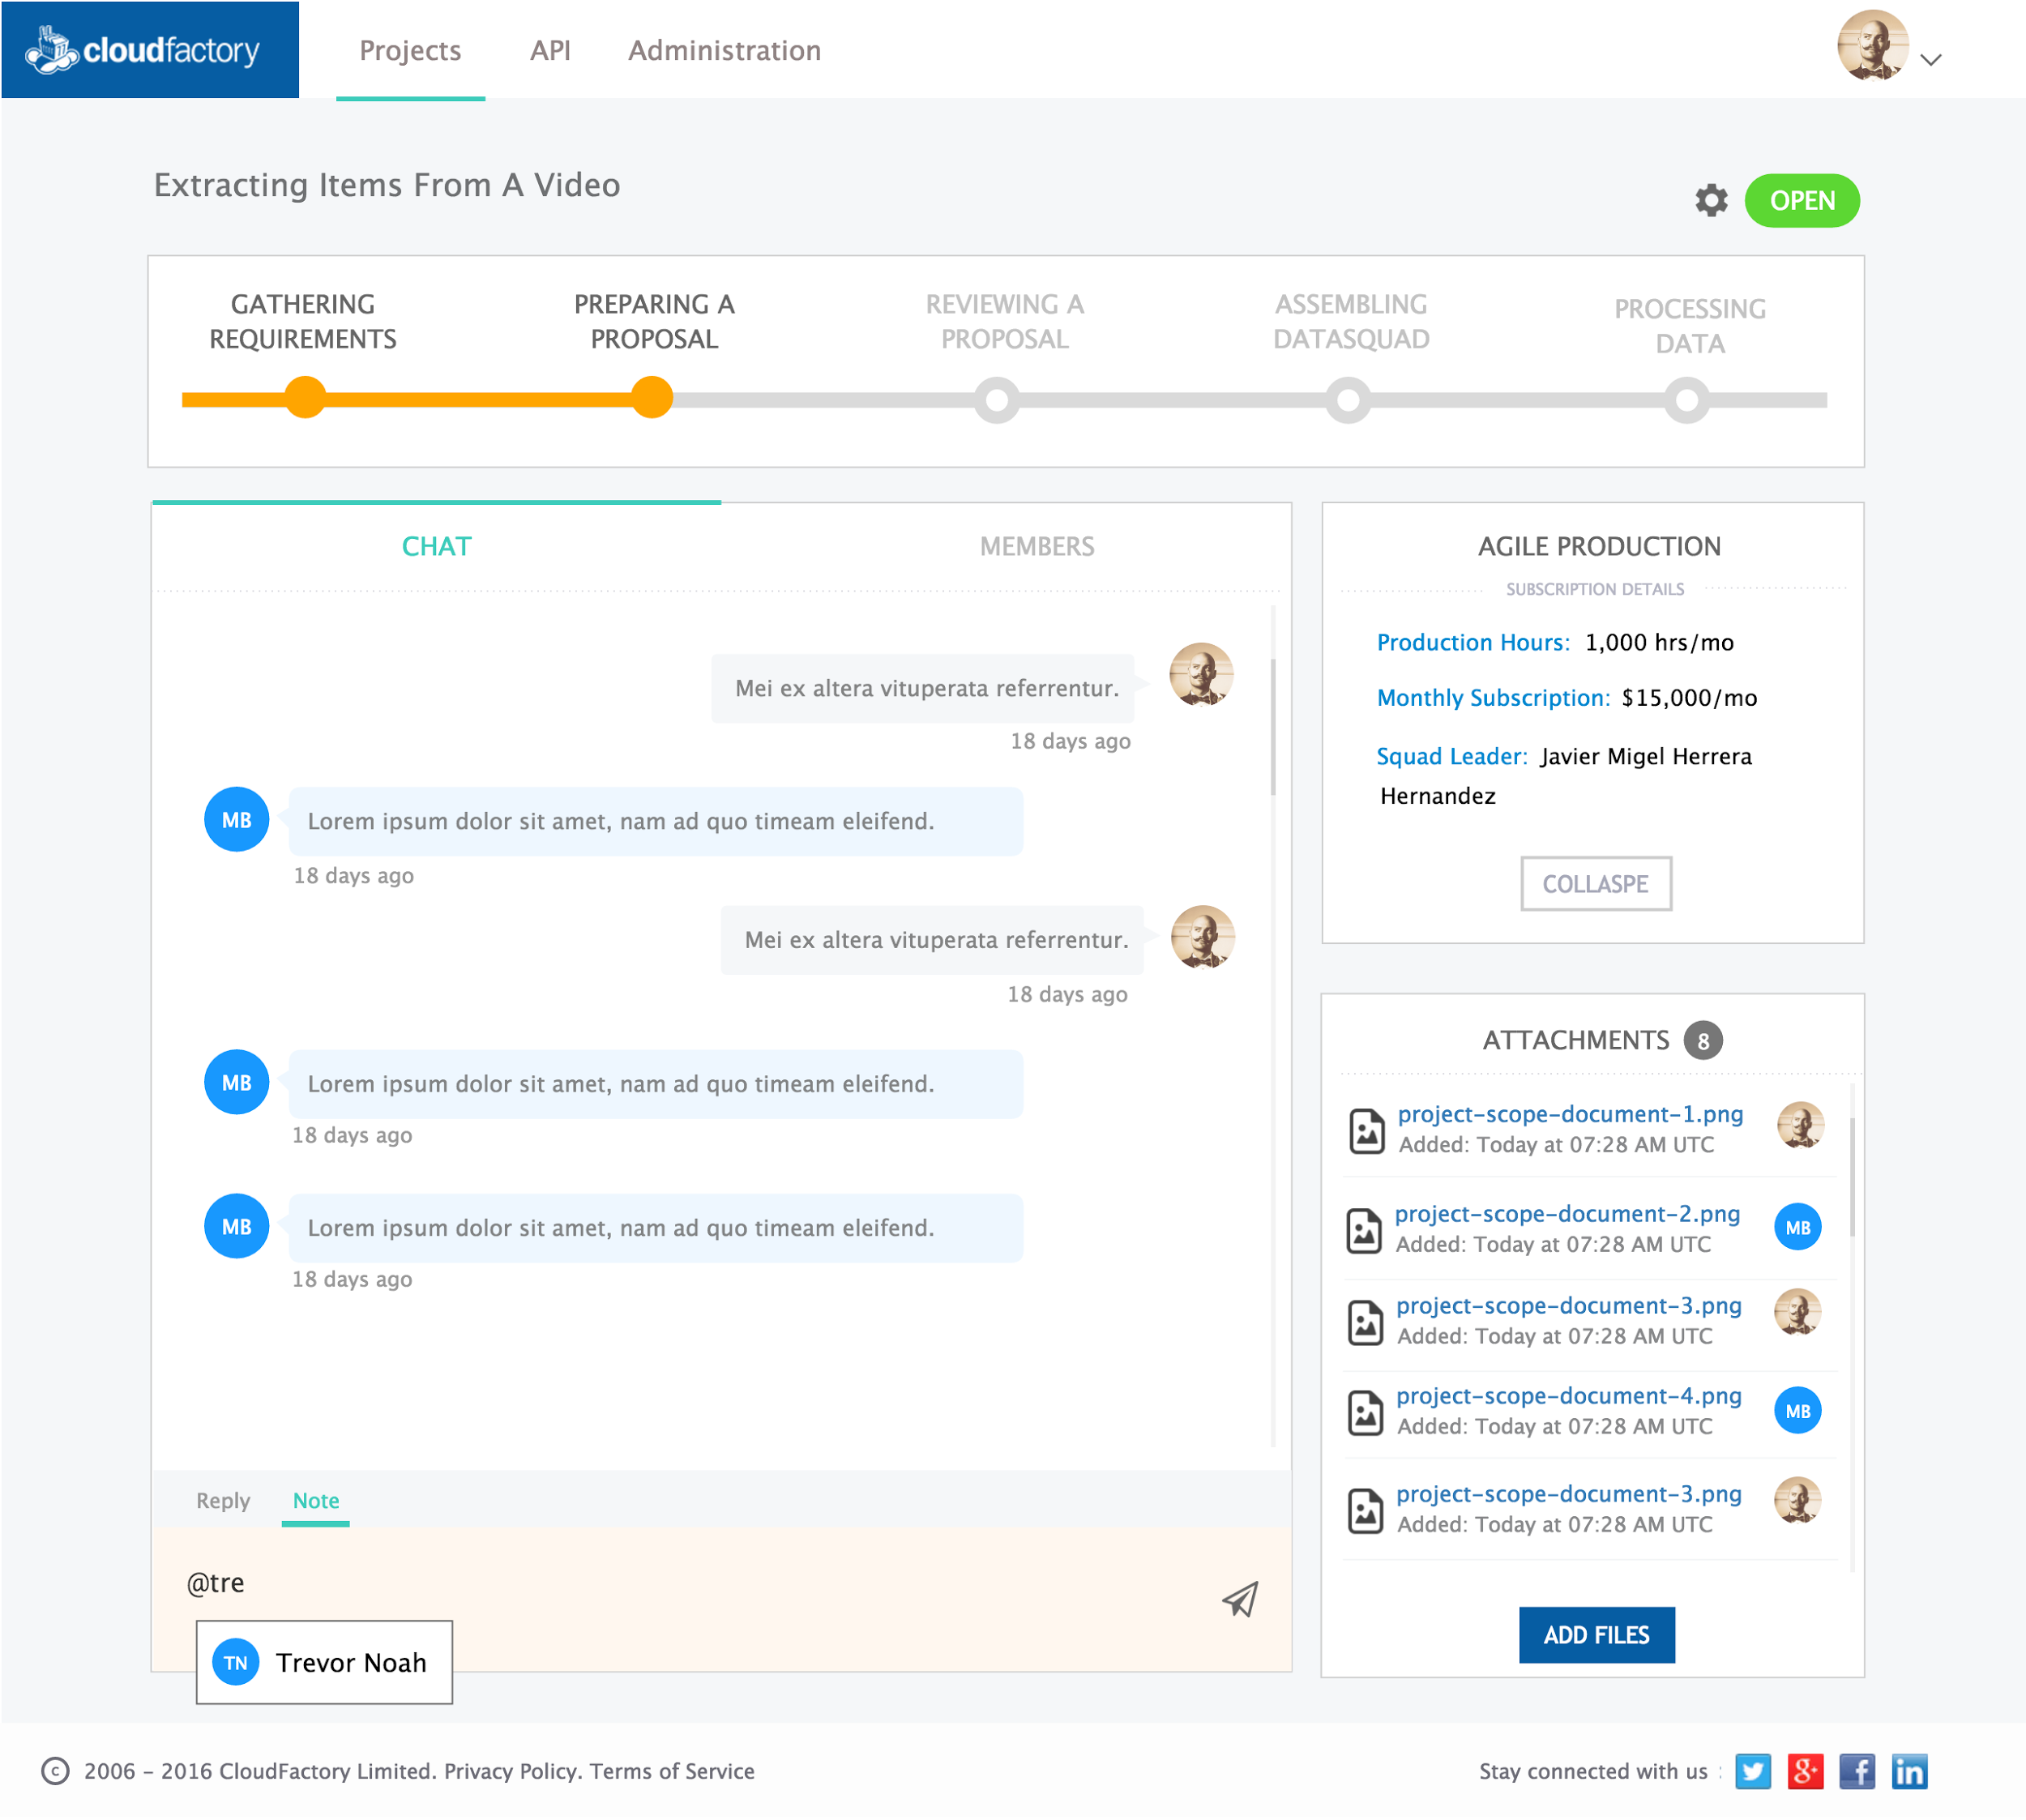 cloudfactory
Projects
API
Administration
Extracting Items From A Video
OPEN
GATHERING
REQUIREMENTS
PREPARING A
PROPOSAL
REVIEWING A
PROPOSAL
ASSEMBLING
DATASQUAD
PROCESSING
DATA
CHAT
MEMBERS
Mei ex altera vituperata referrentur.
18 days ago
MB
Lorem ipsum dolor sit amet, nam ad quo timeam eleifend.
18 days ago
Mei ex altera vituperata referrentur.
18 days ago
MB
Lorem ipsum dolor sit amet, nam ad quo timeam eleifend.
18 days ago
MB
Lorem ipsum dolor sit amet, nam ad quo timeam eleifend.
18 days ago
Reply
Note
@tre
TN
Trevor Noah
AGILE PRODUCTION
SUBSCRIPTION DETAILS
Production Hours: 1,000 hrs/mo
Monthly Subscription: $15,000/mo
Squad Leader: Javier Migel Herrera
Hernandez
COLLASPE
ATTACHMENTS 8
project-scope-document-1.png
Added: Today at 07:28 AM UTC
project-scope-document-2.png
Added: Today at 07:28 AM UTC
MB
project-scope-document-3.png
Added: Today at 07:28 AM UTC
project-scope-document-4.png
Added: Today at 07:28 AM UTC
MB
project-scope-document-3.png
Added: Today at 07:28 AM UTC
ADD FILES
© 2006 - 2016 CloudFactory Limited. Privacy Policy. Terms of Service
Stay connected with us :
g+
f
in